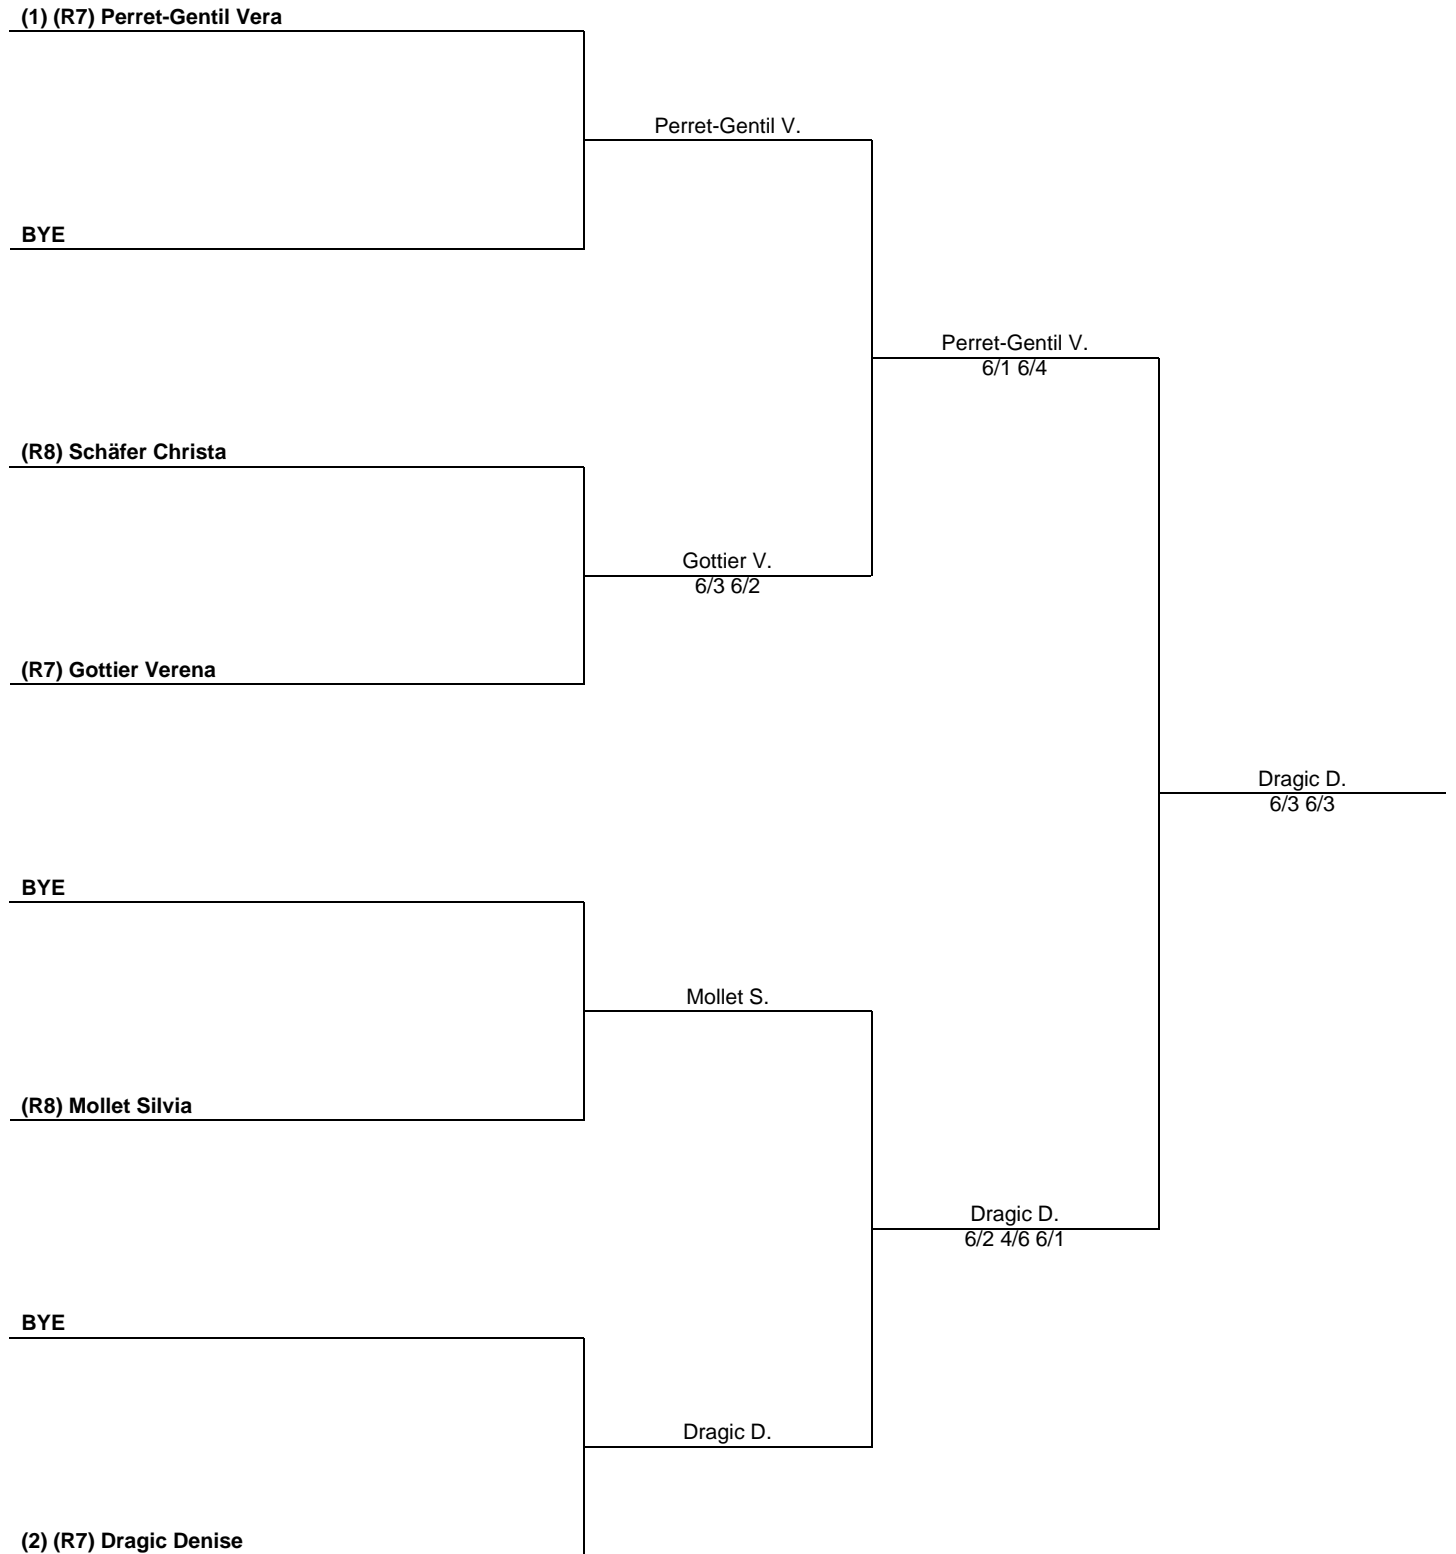 (1) (R7) Perret-Gentil Vera
Perret-Gentil V.
BYE
Perret-Gentil V.
6/1 6/4
(R8) Schäfer Christa
Gottier V.
6/3 6/2
(R7) Gottier Verena
Dragic D.
6/3 6/3
BYE
Mollet S.
(R8) Mollet Silvia
Dragic D.
6/2 4/6 6/1
BYE
Dragic D.
(2) (R7) Dragic Denise